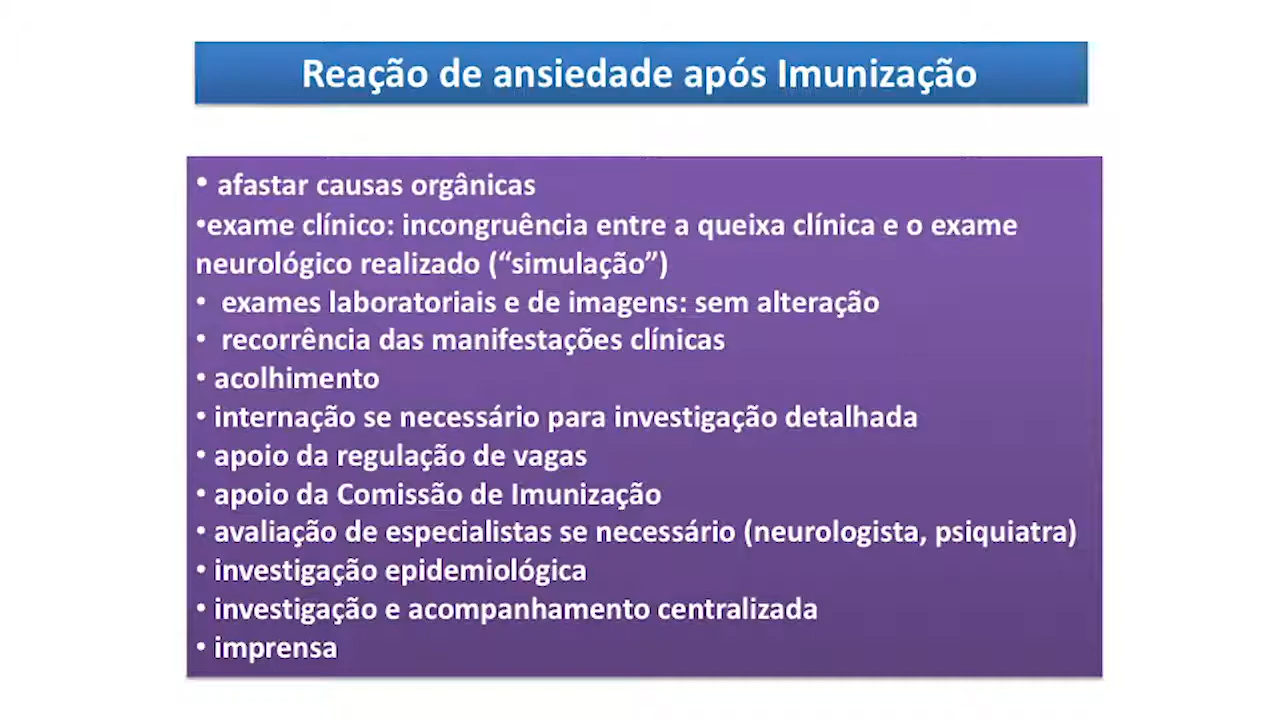 Reação de ansiedade após Imunização
• afastar causas orgânicas
•exame clínico: incongruência entre a queixa clínica e o exame
neurológico realizado (“simulação”)
• exames laboratoriais e de imagens: sem alteração
• recorrência das manifestações clínicas
• acolhimento
• internação se necessário para investigação detalhada
• apoio da regulação de vagas
• apoio da Comissão de Imunização
• avaliação de especialistas se necessário (neurologista, psiquiatra)
• investigação epidemiológica
• investigação e acompanhamento centralizada
• imprensa